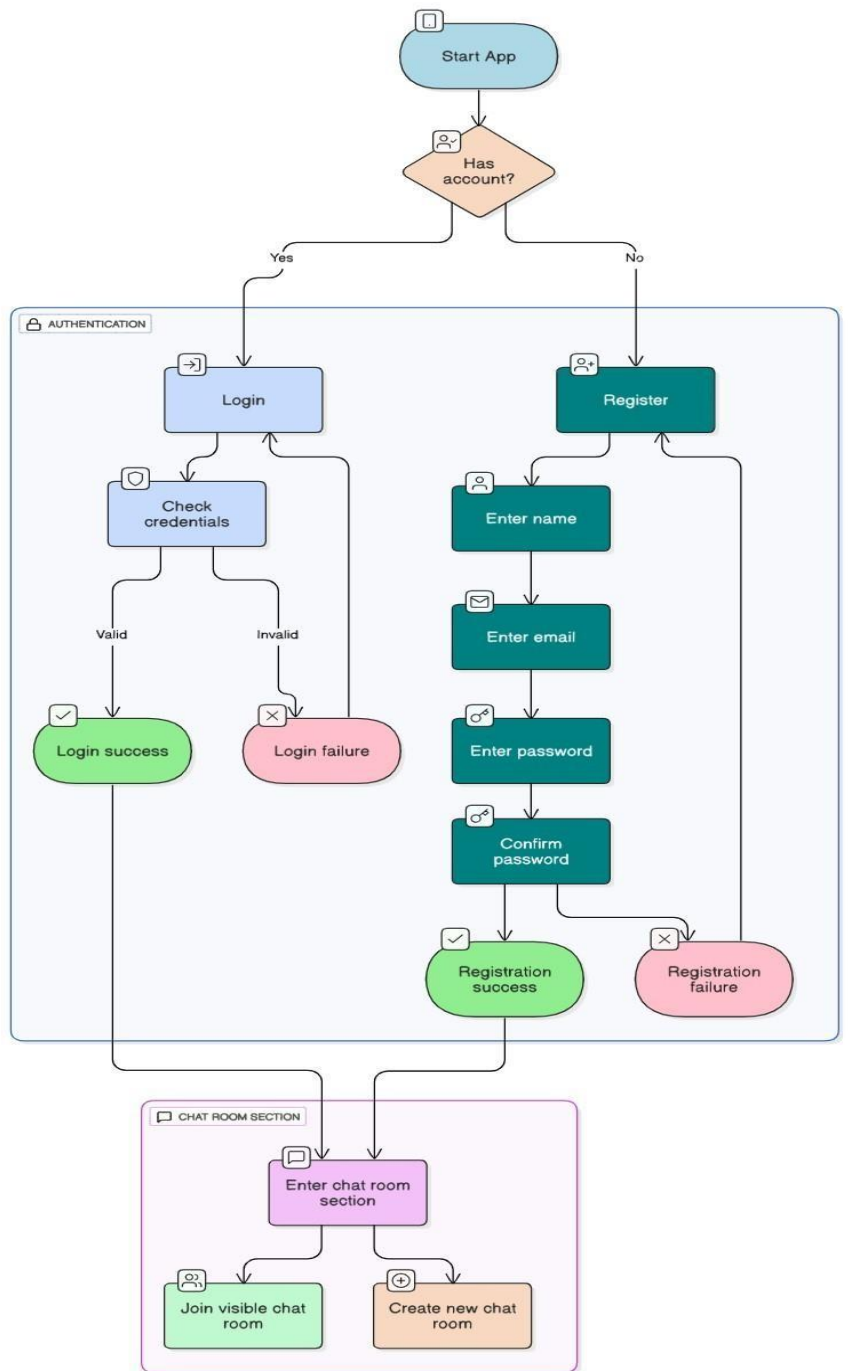 Start App
Has
account?
Yes
No
AUTHENTICATION
Login
Register
Check
credentials
Enter name
Enter email
Valid
Invalid
Login success
Login failure
Enter password
Confirm
password
Registration
success
Registration
failure
CHAT ROOM SECTION
Enter chat room
section
Join visible chat
room
Create new chat
room